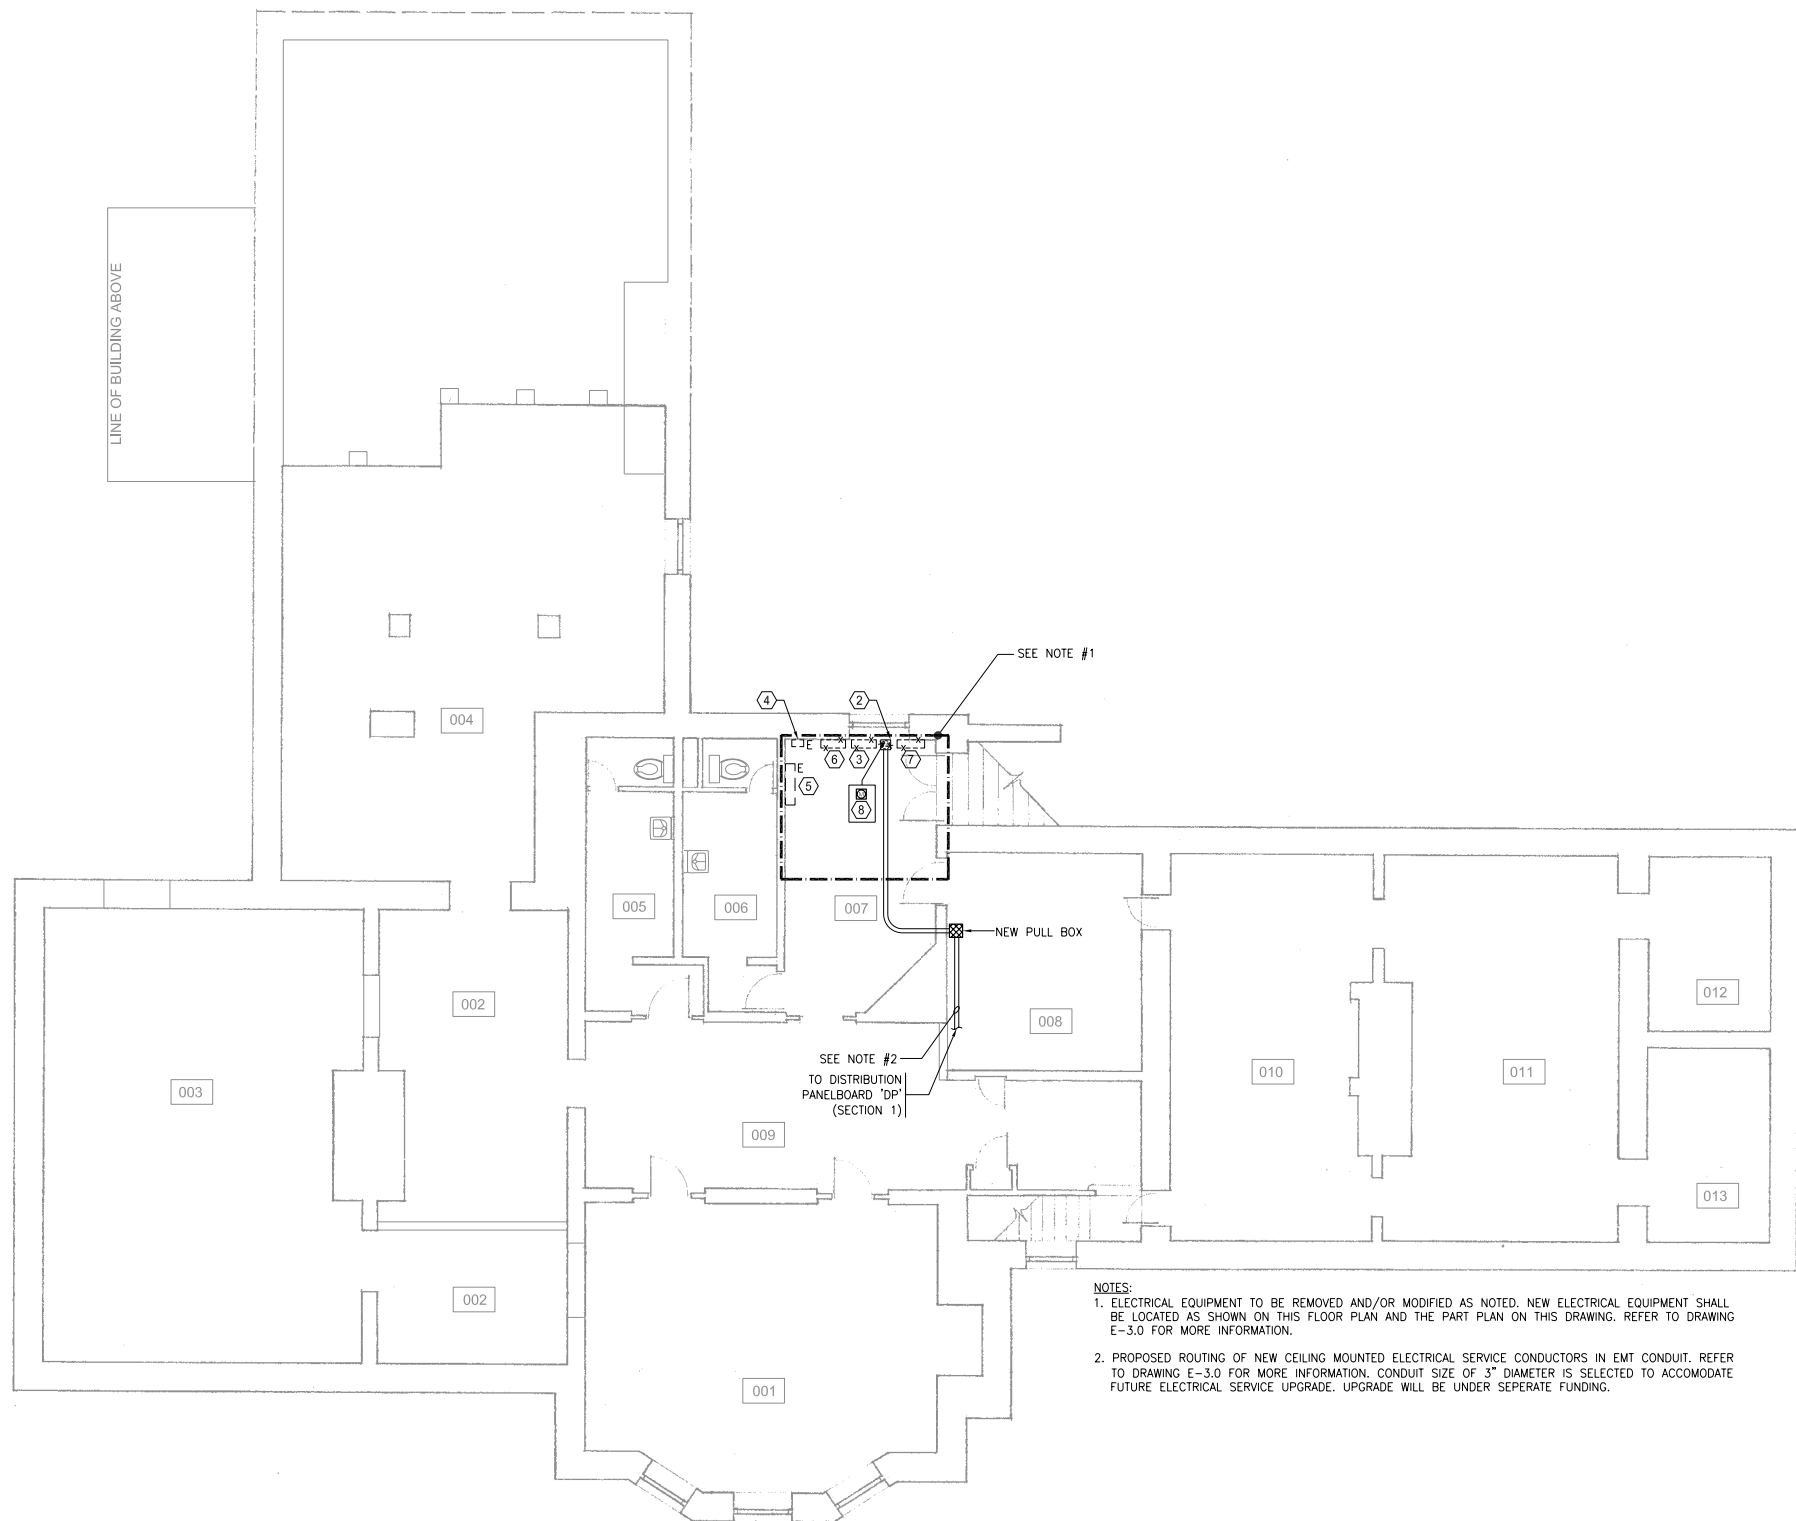 LINE OF BUILDING ABOVE
SEE NOTE #1
4
2
E
6
3
7
E
5
8
004
005
006
007
NEW PULL BOX
002
008
012
SEE NOTE #2
TO DISTRIBUTION
PANELBOARD 'DP'
(SECTION 1)
003
010
011
009
013
002
001
NOTES:
1. ELECTRICAL EQUIPMENT TO BE REMOVED AND/OR MODIFIED AS NOTED. NEW ELECTRICAL EQUIPMENT SHALL
BE LOCATED AS SHOWN ON THIS FLOOR PLAN AND THE PART PLAN ON THIS DRAWING. REFER TO DRAWING
E-3.0 FOR MORE INFORMATION.
2. PROPOSED ROUTING OF NEW CEILING MOUNTED ELECTRICAL SERVICE CONDUCTORS IN EMT CONDUIT. REFER
TO DRAWING E-3.0 FOR MORE INFORMATION. CONDUIT SIZE OF 3" DIAMETER IS SELECTED TO ACCOMODATE
FUTURE ELECTRICAL SERVICE UPGRADE. UPGRADE WILL BE UNDER SEPERATE FUNDING.